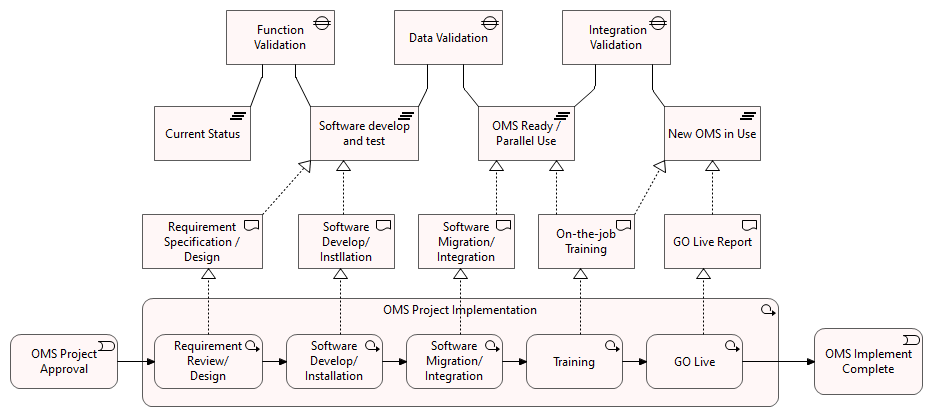 Function
Validation
Data Validation
Integration
Validation
Current Status
Software develop
and test
OMS Ready /
Parallel Use
New OMS in Use
Requirement
Specification /
Design
Software
Develop/
Instllation
Software
Migration/
Integration
On-the-job
Training
GO Live Report
OMS Project Implementation
OMS Project
Approval
Requirement
Review/
Design
Software
Develop/
Installation
Software
Migration/
Integration
Training
GO Live
OMS Implement
Complete